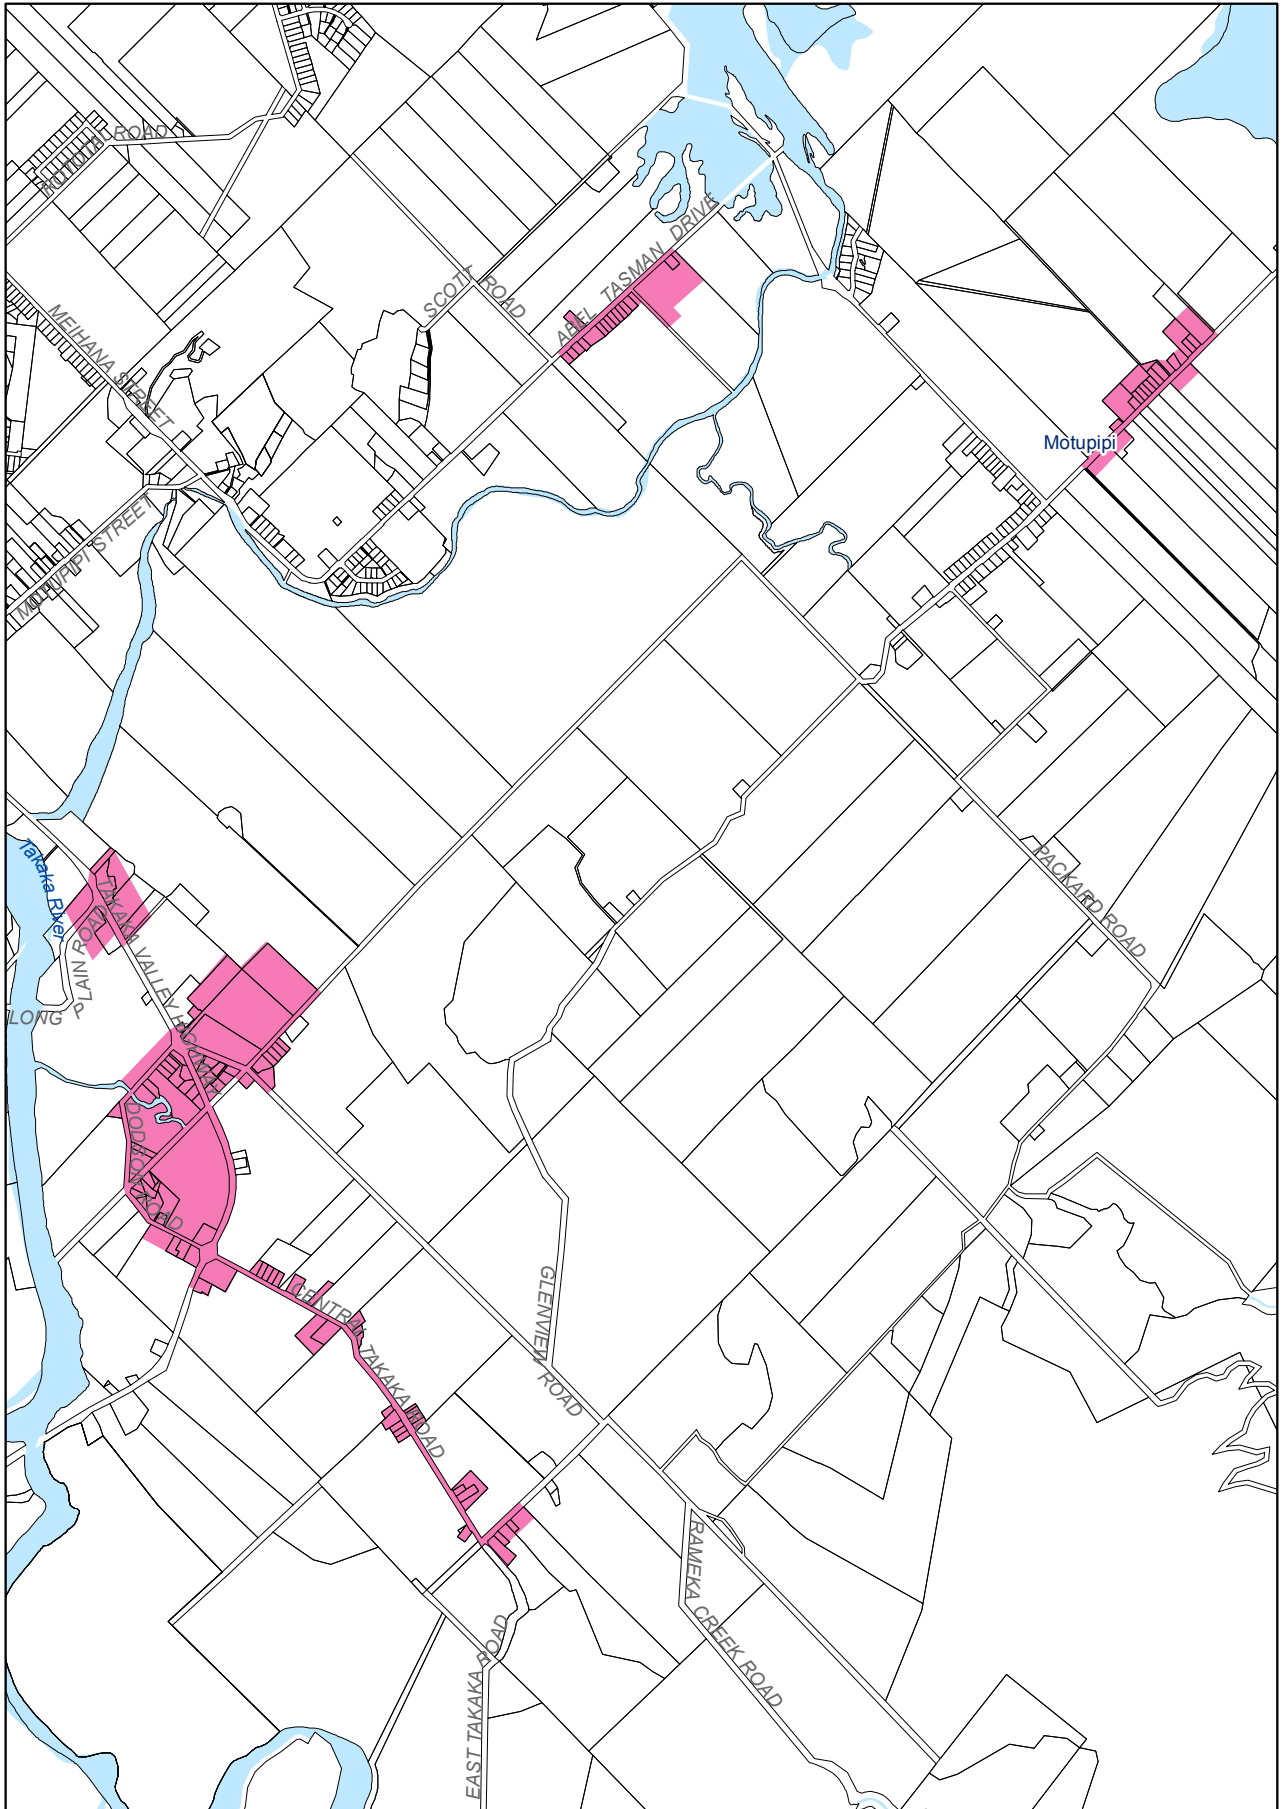 ROTOTAI ROAD
MEIHANA STREET
SCOTT ROAD
ABEL TASMAN DRIVE
Motupipi
MOTUPIPI STREET
Takaka River
PACKARD ROAD
TAKAKA VALLEY HIGHWAY
LONG PLAIN ROAD
DODSON ROAD
CENTRAL TAKAKA ROAD
GLENVIEW ROAD
RAMEKA CREEK ROAD
EAST TAKAKA ROAD